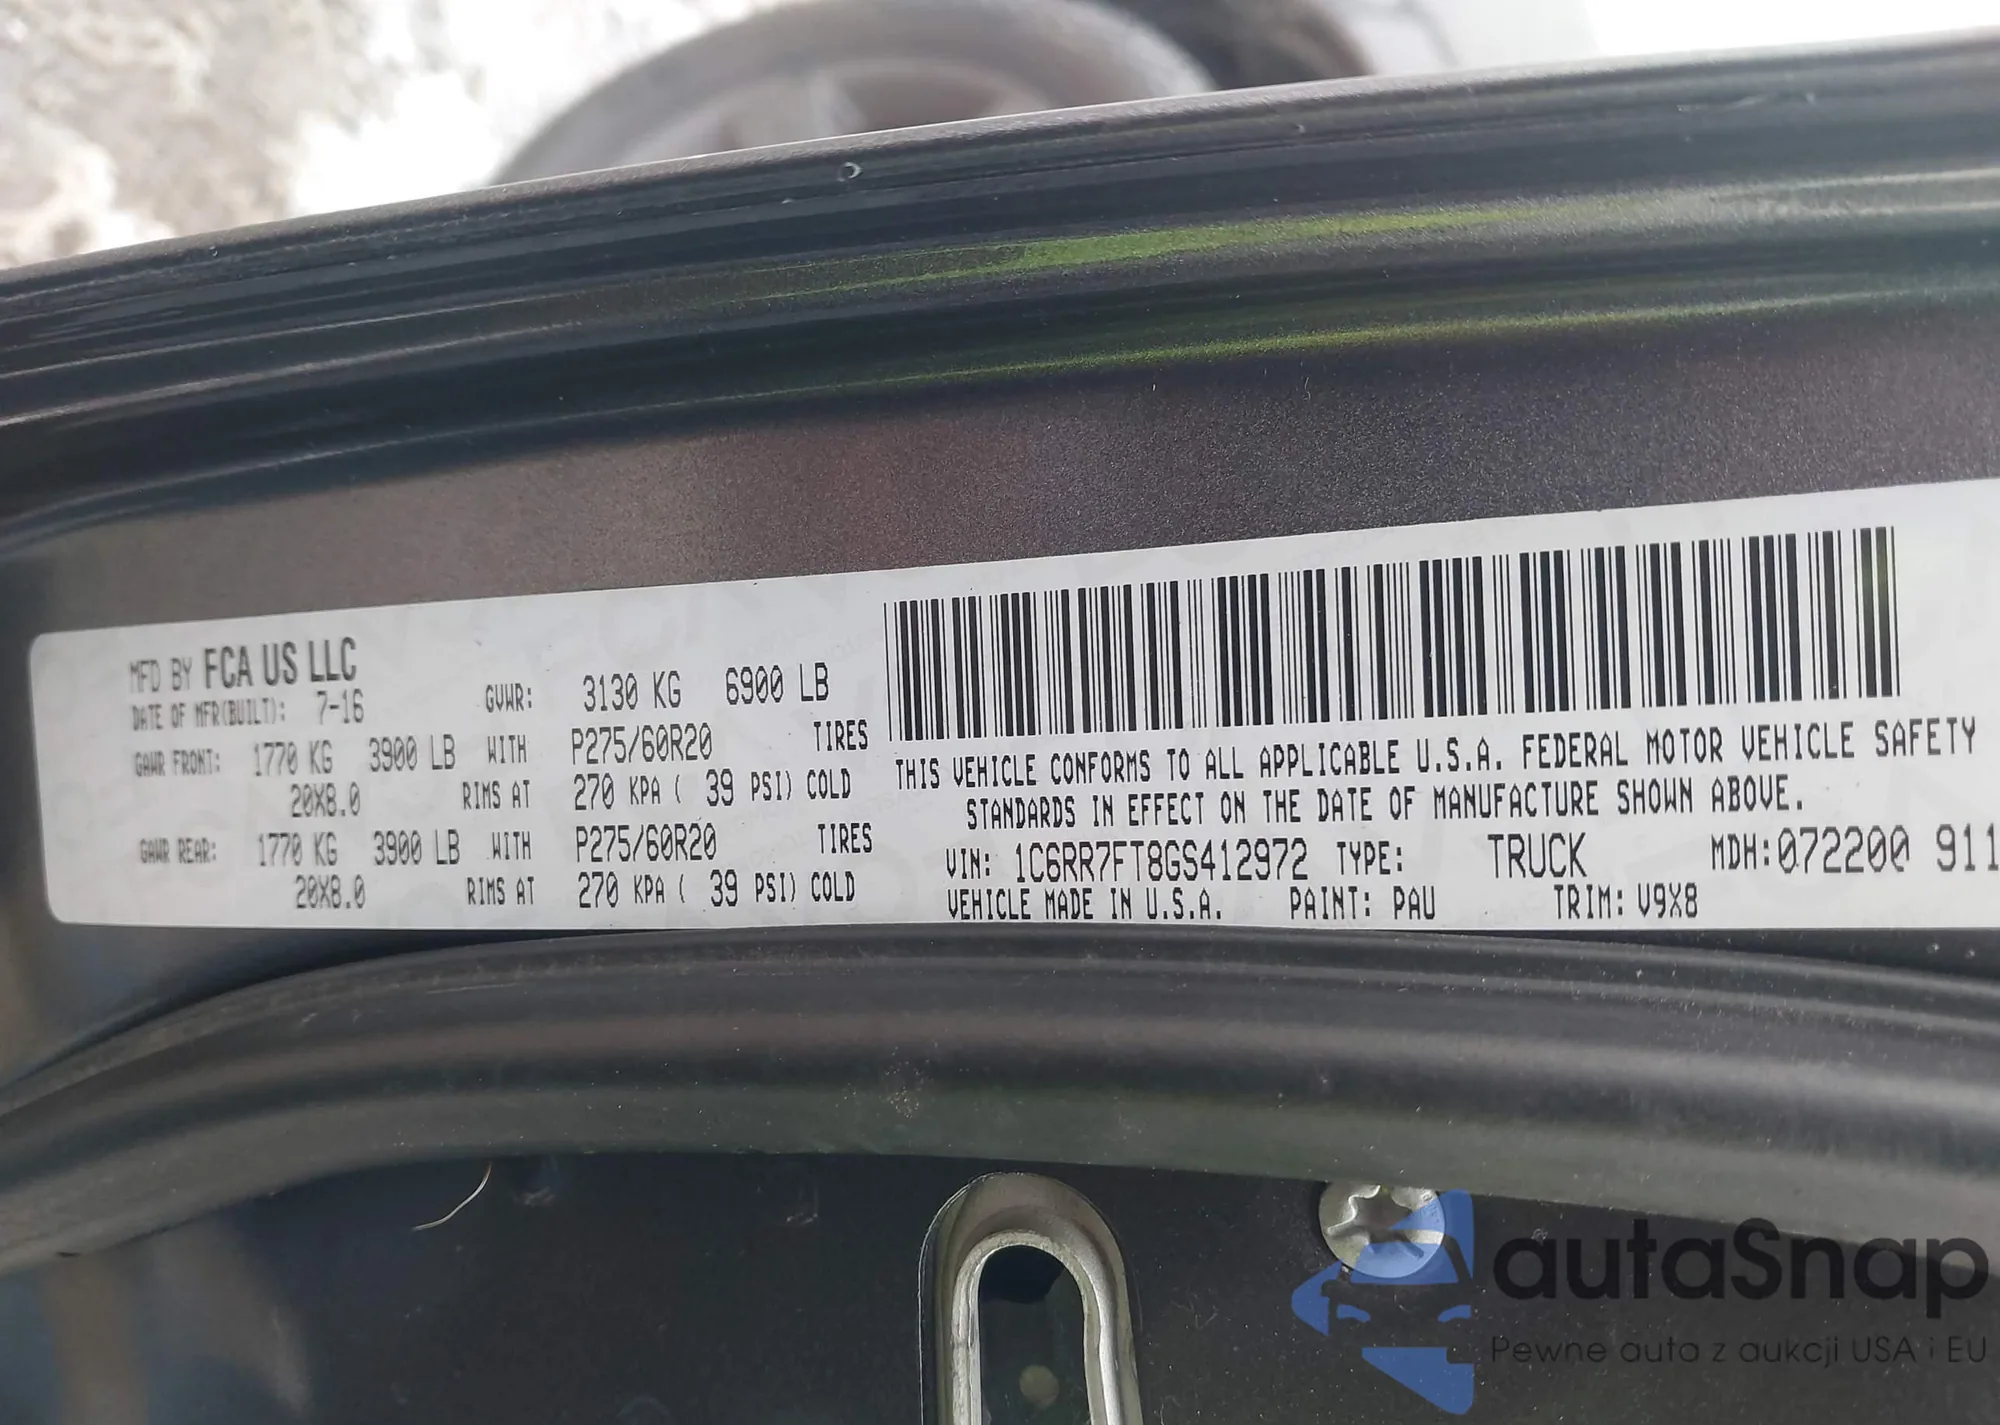 MFD BY FCA US LLC
DATE OF MFR(BUILT): 7-16
GVWR: 3130 KG 6900 LB
GAWR FRONT: 1770 KG 3900 LB WITH P275/60R20 TIRES
20X8.0 RIMS AT 270 KPA ( 39 PSI) COLD
GAWR REAR: 1770 KG 3900 LB WITH P275/60R20 TIRES
20X8.0 RIMS AT 270 KPA ( 39 PSI) COLD
THIS VEHICLE CONFORMS TO ALL APPLICABLE U.S.A. FEDERAL MOTOR VEHICLE SAFETY
STANDARDS IN EFFECT ON THE DATE OF MANUFACTURE SHOWN ABOVE.
VIN: 1C6RR7FT8GS412972 TYPE: TRUCK MDH:072200 911
VEHICLE MADE IN U.S.A. PAINT: PAU TRIM: V9X8
autaSnap
Pewne auta z aukcji USA i EU